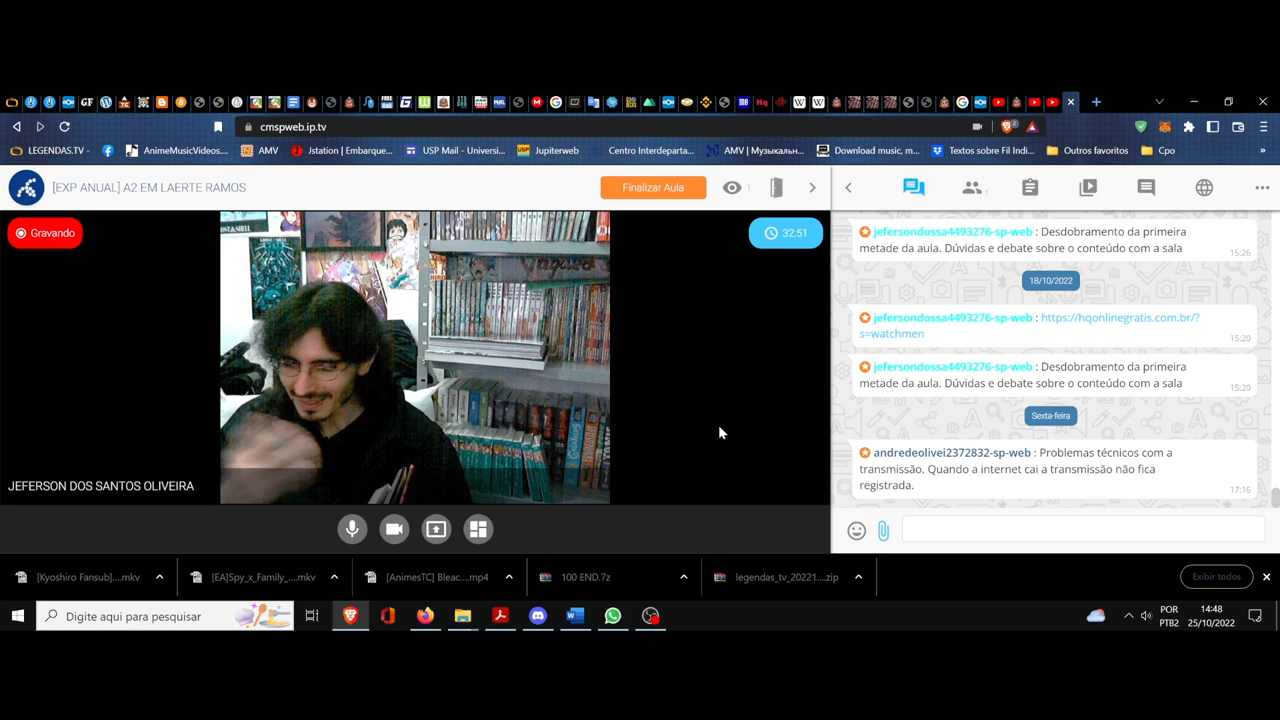 cmspweb.ip.tv
2
LEGENDAS.TV -
AnimeMusicVideos...
AMV
Jstation | Embarque...
USP Mail - Universi...
Jupiterweb
Centro Interdeparta...
AMV | Музыкальн...
Download music, m...
Textos sobre Fil Indi...
Outros favoritos
Cpo
»
[EXP ANUAL] A2 EM LAERTE RAMOS
Finalizar Aula
1
1
Gravando
32:51
JEFERSON DOS SANTOS OLIVEIRA
jefersondossa4493276-sp-web : Desdobramento da primeira
metade da aula. Dúvidas e debate sobre o conteúdo com a sala
15:26
18/10/2022
jefersondossa4493276-sp-web : https://hqonlinegratis.com.br/?
s=watchmen
15:20
jefersondossa4493276-sp-web : Desdobramento da primeira
metade da aula. Dúvidas e debate sobre o conteúdo com a sala
15:20
Sexta-feira
andredeolivei2372832-sp-web : Problemas técnicos com a
transmissão. Quando a internet cai a transmissão não fica
registrada.
17:16
[Kyoshiro Fansub]....mkv
[EA]Spy_x_Family_....mkv
[AnimesTC] Bleac....mp4
100 END.7z
legendas_tv_20221....zip
Exibir todos
Digite aqui para pesquisar
POR
PTB2
14:48
25/10/2022